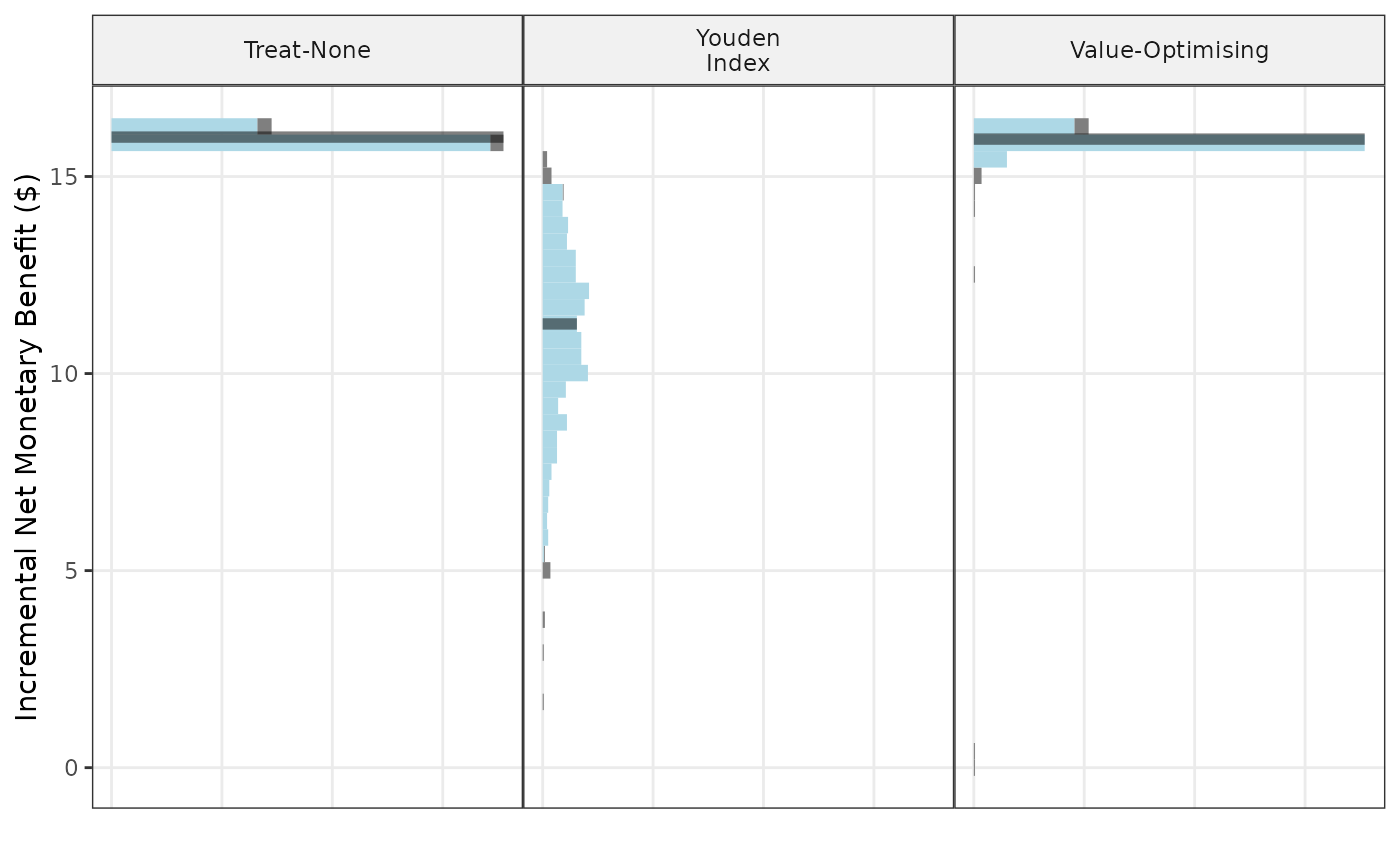 Treat-None
Youden
Index
Value-Optimising
Incremental Net Monetary Benefit ($)
15
10
5
0